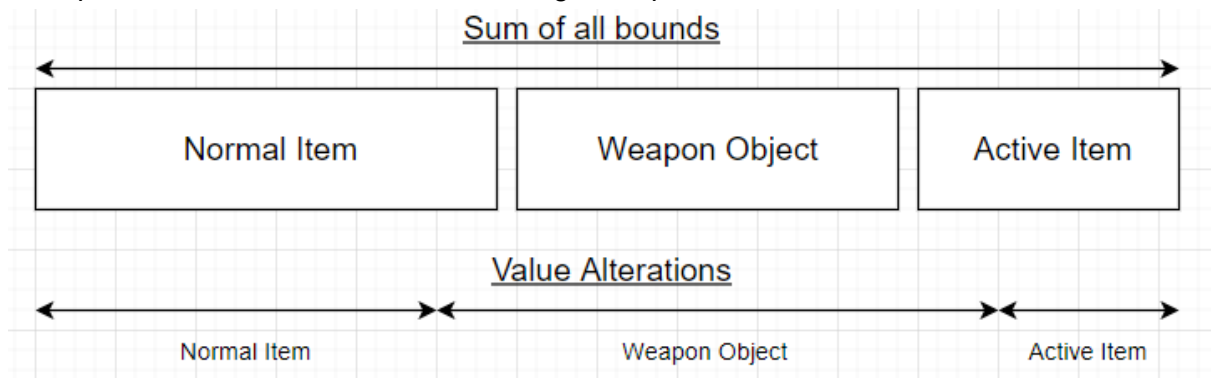 Sum of all bounds
Normal Item Weapon Object Active Item
Value Alterations
Normal Item Weapon Object Active Item